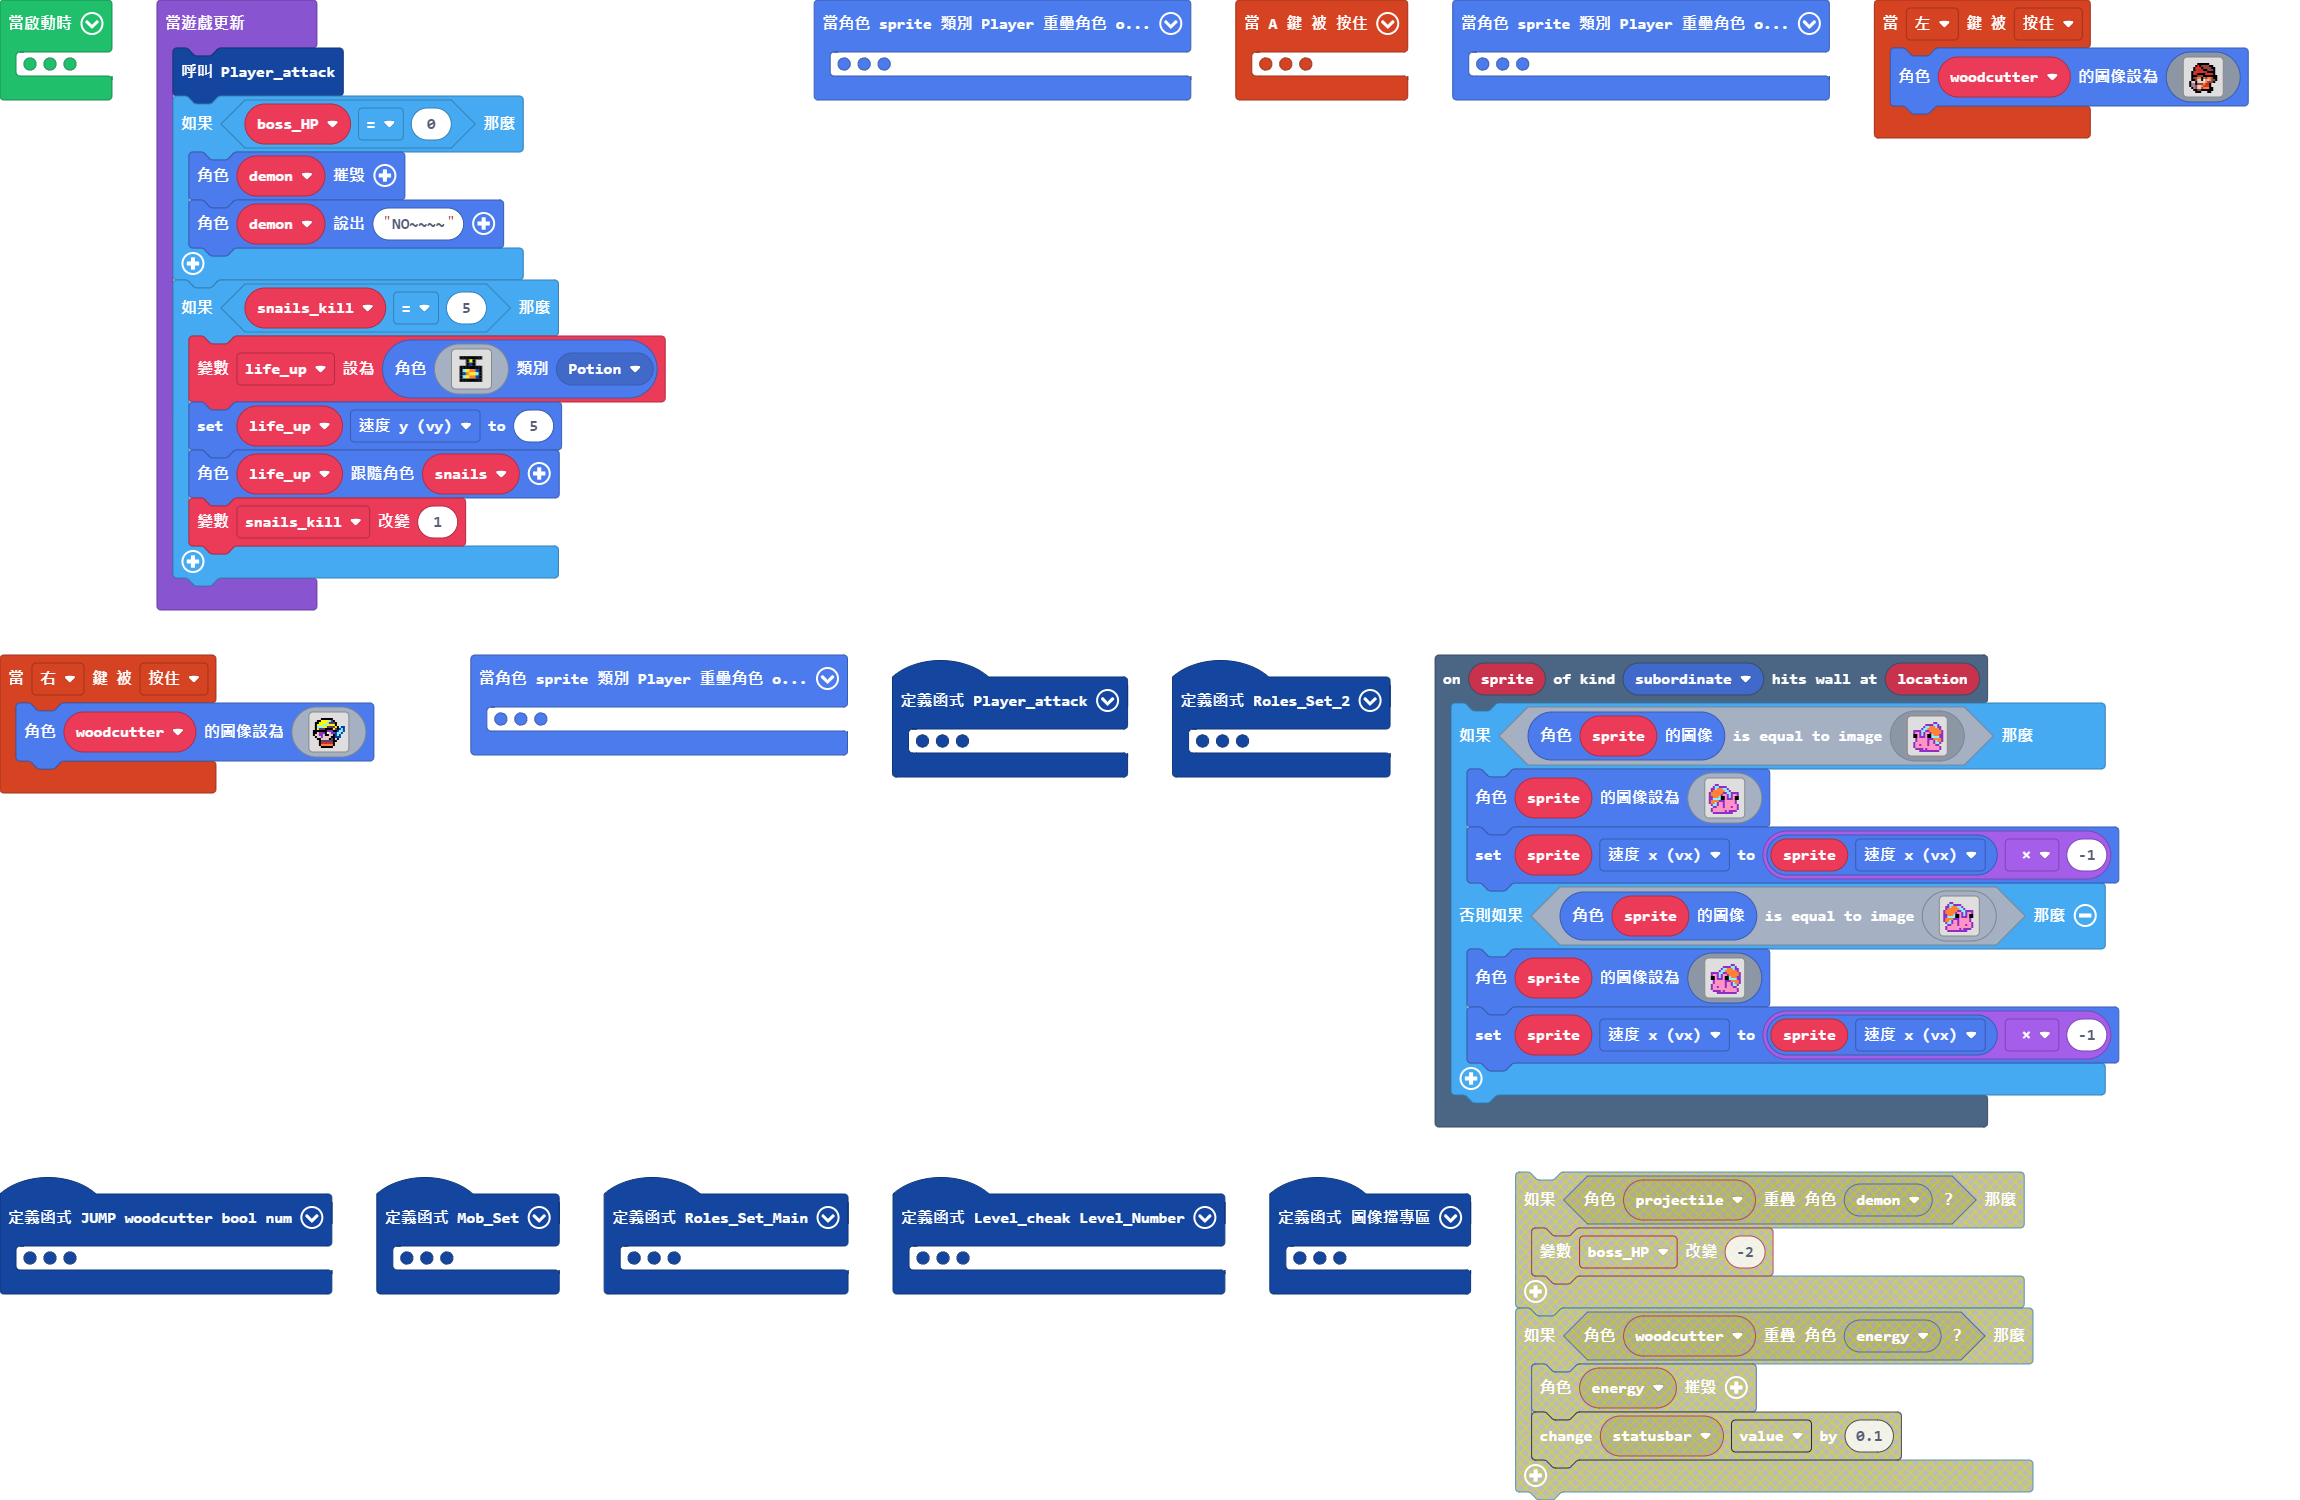 當啟動時
當遊戲更新
呼叫 Player_attack
如果 boss_HP = 0 那麼
角色 demon 摧毀
角色 demon 說出 "NO~~~~"
如果 snails_kill = 5 那麼
變數 life_up 設為 角色 類別 Potion
set life_up 速度 y (vy) to 5
角色 life_up 跟隨角色 snails
變數 snails_kill 改變 1
當角色 sprite 類別 Player 重疊角色 o...
當 A 鍵 被 按住
當角色 sprite 類別 Player 重疊角色 o...
當 左 鍵 被 按住
角色 woodcutter 的圖像設為
當 右 鍵 被 按住
角色 woodcutter 的圖像設為
當角色 sprite 類別 Player 重疊角色 o...
定義函式 Player_attack
定義函式 Roles_Set_2
on sprite of kind subordinate hits wall at location
如果 角色 sprite 的圖像 is equal to image 那麼
角色 sprite 的圖像設為
set sprite 速度 x (vx) to sprite 速度 x (vx) × -1
否則如果 角色 sprite 的圖像 is equal to image 那麼
角色 sprite 的圖像設為
set sprite 速度 x (vx) to sprite 速度 x (vx) × -1
定義函式 JUMP woodcutter bool num
定義函式 Mob_Set
定義函式 Roles_Set_Main
定義函式 Level_cheak Level_Number
定義函式 圖像擋專區
如果 角色 projectile 重疊 角色 demon ? 那麼
變數 boss_HP 改變 -2
如果 角色 woodcutter 重疊 角色 energy ? 那麼
角色 energy 摧毀
change statusbar value by 0.1